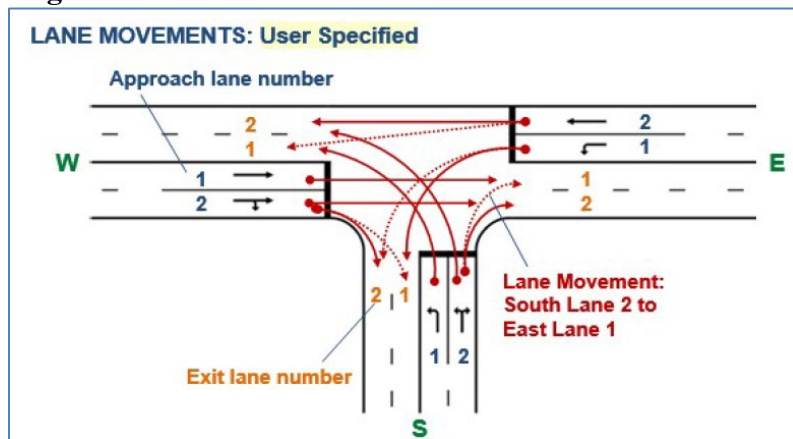 LANE MOVEMENTS: User Specified
Approach lane number
2
1
2
1
W
E
1
2
1
2
2 1
Lane Movement:
South Lane 2 to
East Lane 1
1 2
Exit lane number
S